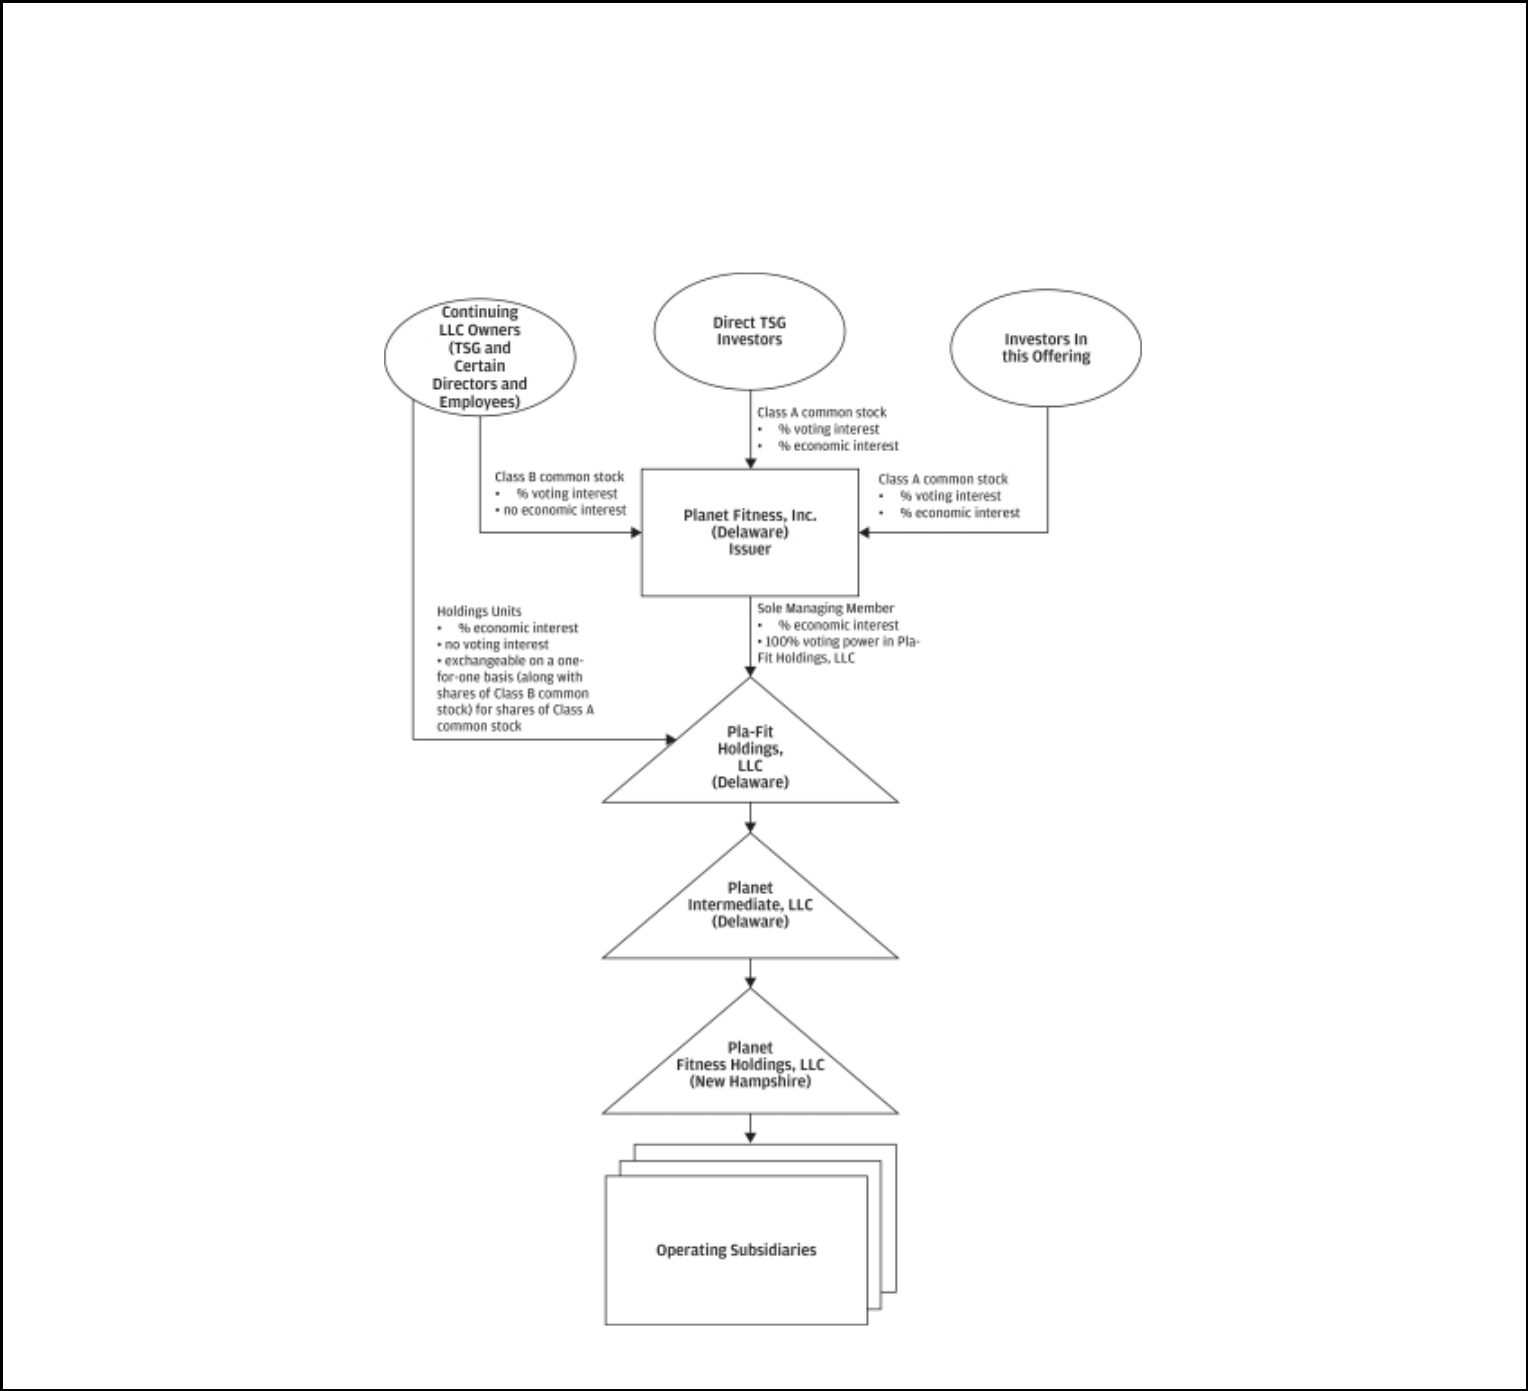 Continuing
LLC Owners
(TSG and
Certain
Directors and
Employees)
Direct TSG
Investors
Investors In
this Offering
Class A common stock
• % voting interest
• % economic interest
Class B common stock
• % voting interest
• no economic interest
Planet Fitness, Inc.
(Delaware)
Issuer
Class A common stock
• % voting interest
• % economic interest
Holdings Units
• % economic interest
• no voting interest
• exchangeable on a one-
for-one basis (along with
shares of Class B common
stock) for shares of Class A
common stock
Sole Managing Member
• % economic interest
• 100% voting power in Pla-
Fit Holdings, LLC
Pla-Fit
Holdings,
LLC
(Delaware)
Planet
Intermediate, LLC
(Delaware)
Planet
Fitness Holdings, LLC
(New Hampshire)
Operating Subsidiaries